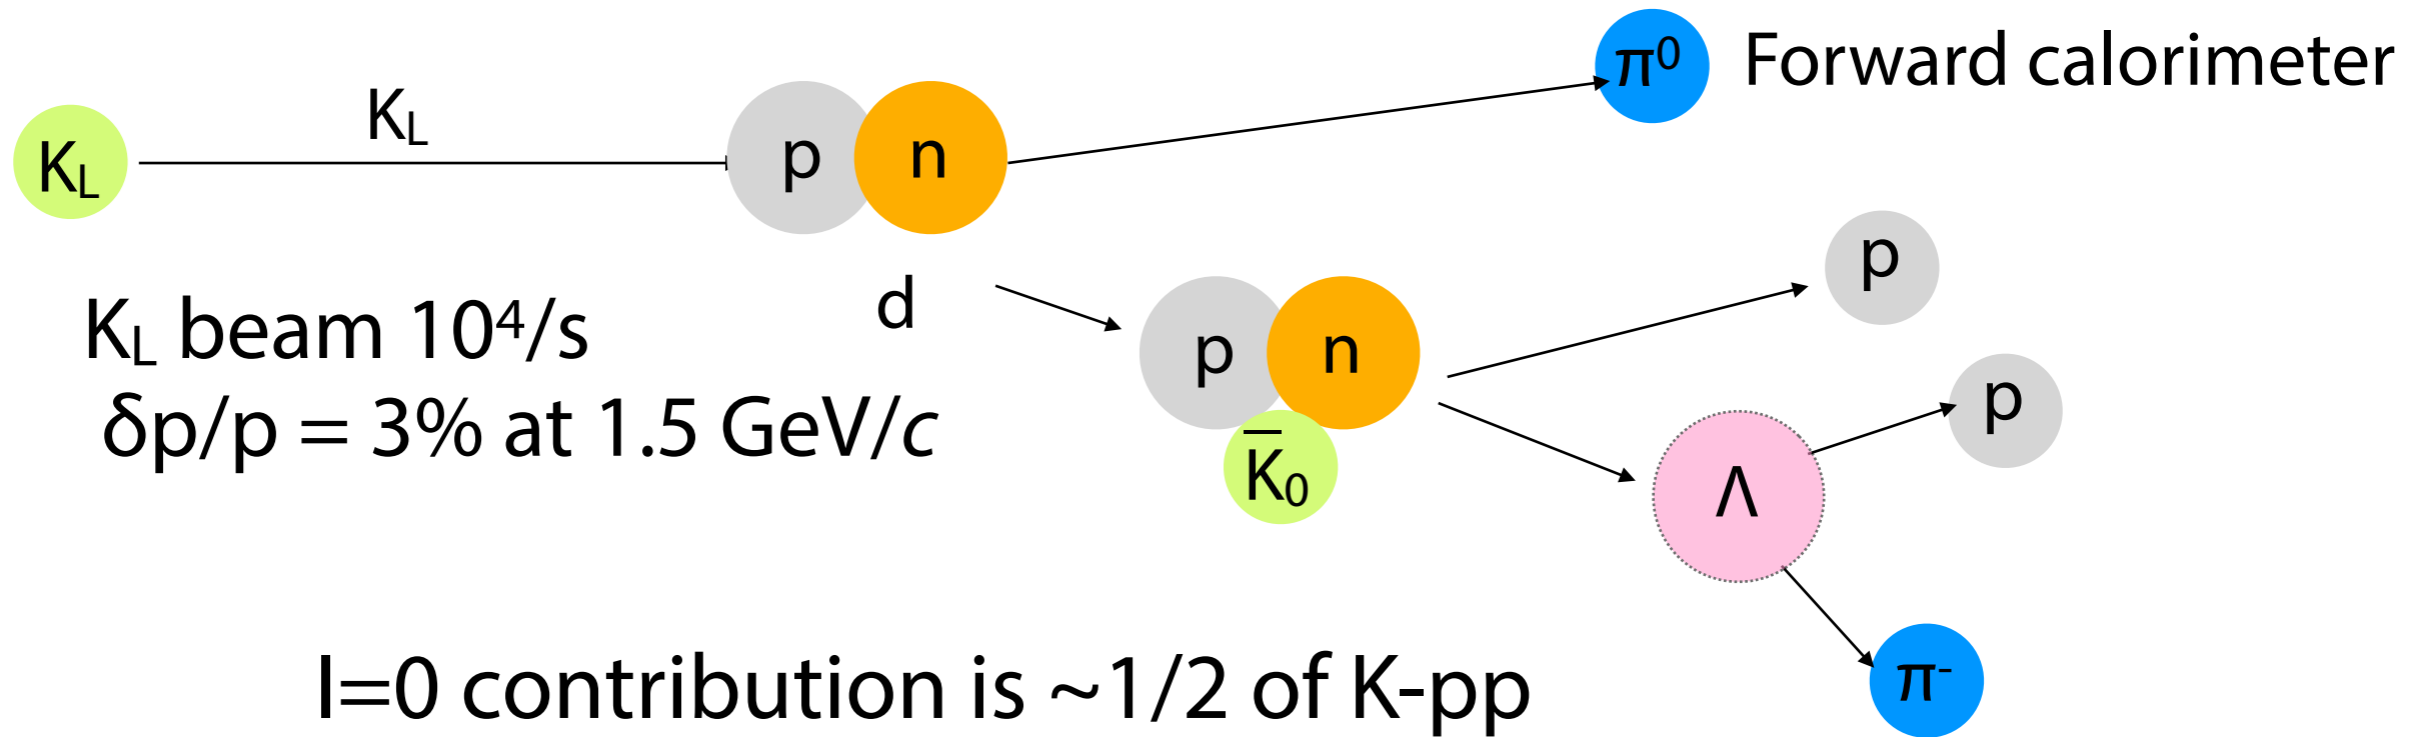 K_L
K_L
p
n
π⁰
Forward calorimeter
d
K_L beam 10⁴/s
δp/p = 3% at 1.5 GeV/c
p
n
K̅₀
p
p
Λ
π⁻
I=0 contribution is ~1/2 of K-pp